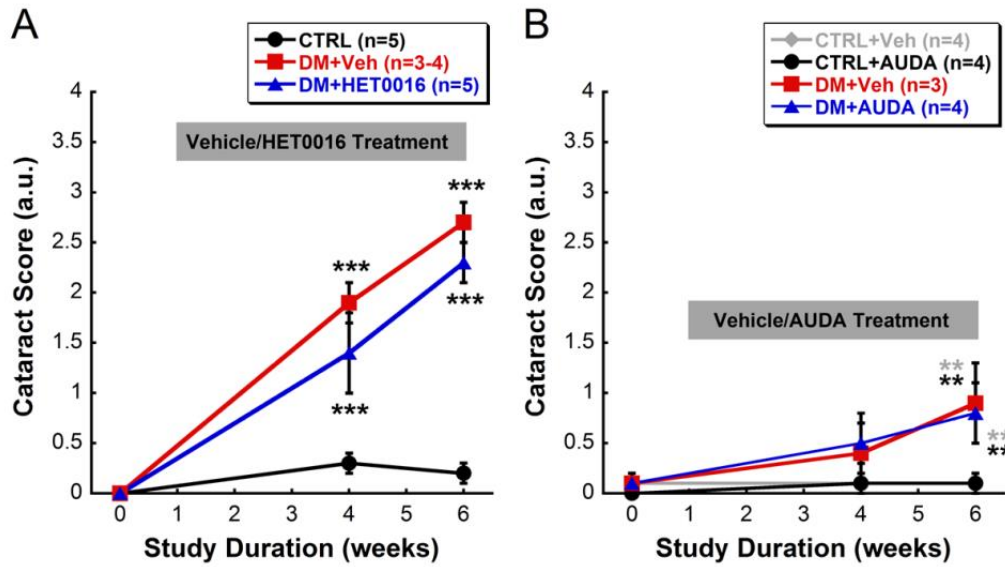 A
CTRL (n=5)
DM+Veh (n=3-4)
DM+HET0016 (n=5)
4
3.5
3
2.5
2
1.5
1
0.5
0
Cataract Score (a.u.)
Vehicle/HET0016 Treatment
***
***
***
***
0 1 2 3 4 5 6
Study Duration (weeks)
B
CTRL+Veh (n=4)
CTRL+AUDA (n=4)
DM+Veh (n=3)
DM+AUDA (n=4)
4
3.5
3
2.5
2
1.5
1
0.5
0
Cataract Score (a.u.)
Vehicle/AUDA Treatment
**
**
**
**
0 1 2 3 4 5 6
Study Duration (weeks)